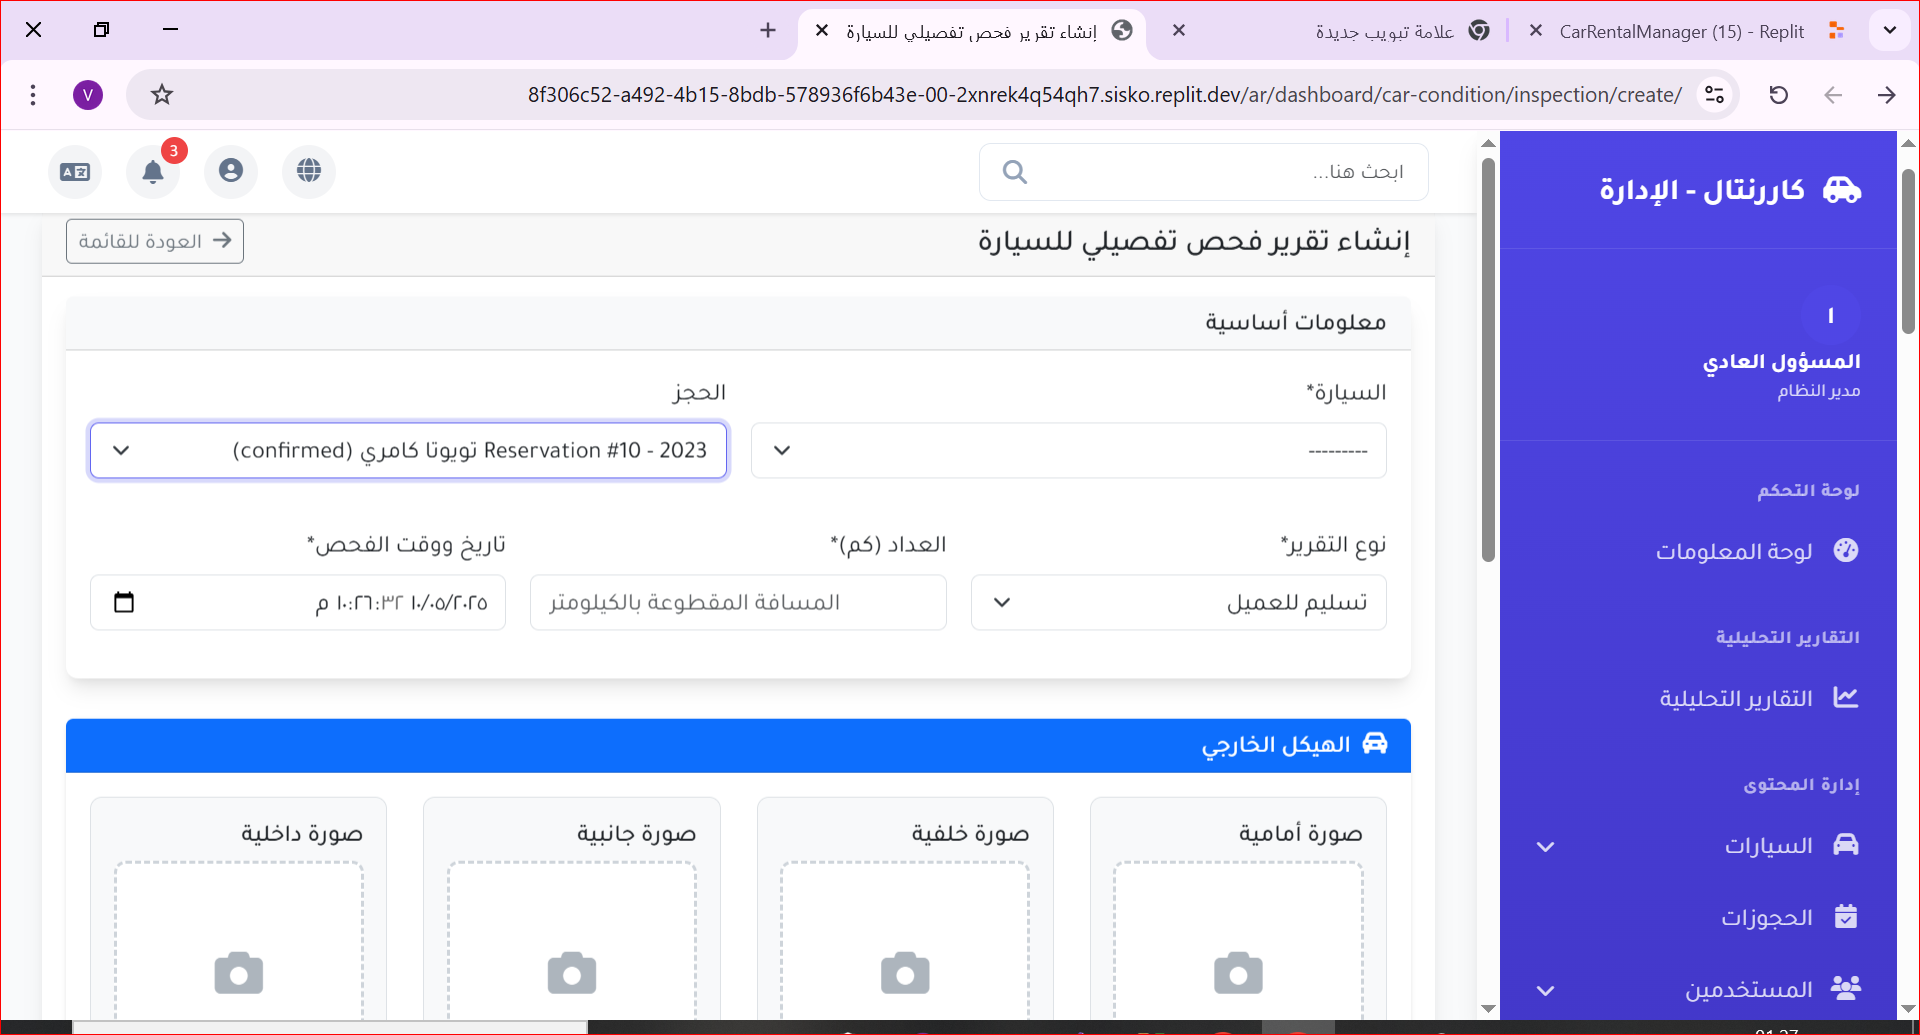 CarRentalManager (15) - Replit
علامة تبويب جديدة
إنشاء تقرير فحص تفصيلي للسيارة
V
8f306c52-a492-4b15-8bdb-578936f6b43e-00-2xnrek4q54qh7.sisko.replit.dev/ar/dashboard/car-condition/inspection/create/
كاررنتال - الإدارة
ا
المسؤول العادي
مدير النظام
لوحة التحكم
لوحة المعلومات
التقارير التحليلية
التقارير التحليلية
إدارة المحتوى
السيارات
الحجوزات
المستخدمين
ابحث هنا...
3
إنشاء تقرير فحص تفصيلي للسيارة
العودة للقائمة
معلومات أساسية
السيارة*
الحجز
---------
Reservation #10 - 2023 تويوتا كامري (confirmed)
نوع التقرير*
العداد (كم)*
تاريخ ووقت الفحص*
تسليم للعميل
المسافة المقطوعة بالكيلومتر
١٠/٠٥/٢٠٢٥ ١٠:٢٦:٣٢ م
الهيكل الخارجي
صورة أمامية
صورة خلفية
صورة جانبية
صورة داخلية